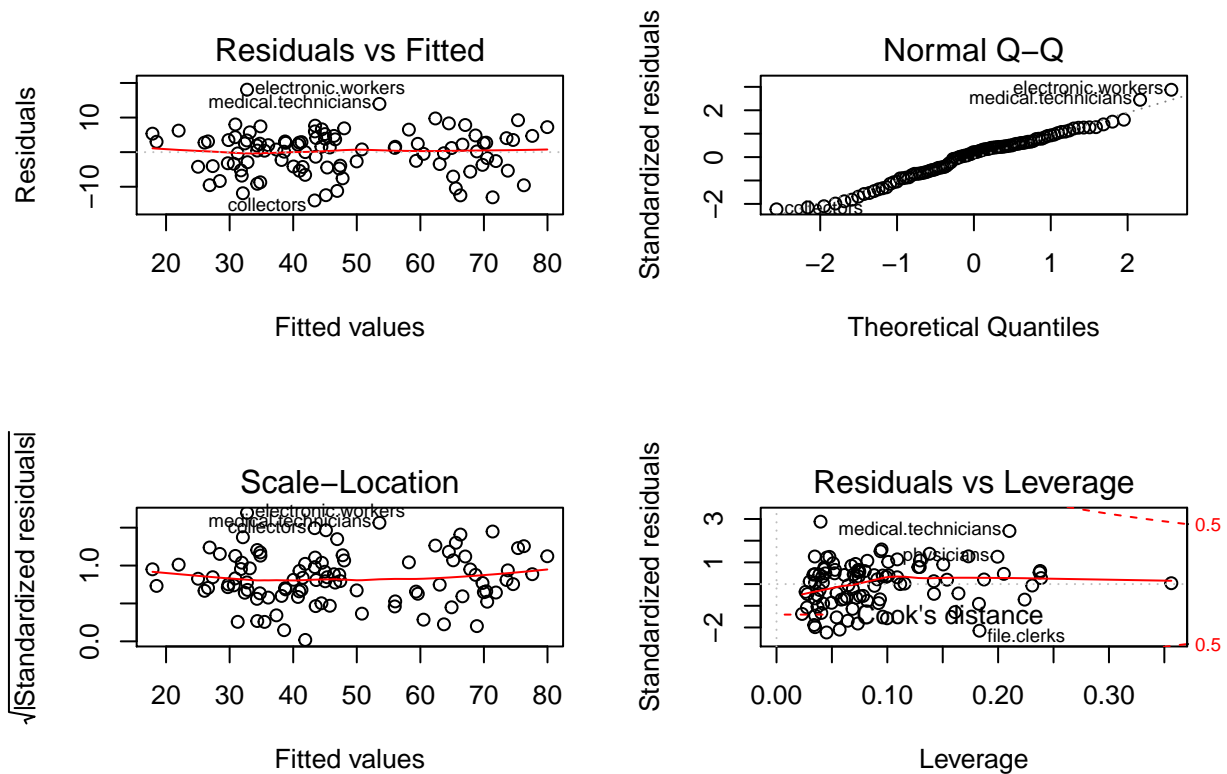 Residuals vs Fitted
Residuals
−10
10
electronic.workers
medical.technicians
collectors
20 30 40 50 60 70 80
Fitted values
Normal Q−Q
Standardized residuals
−2 0 2
electronic.workers
medical.technicians
collectors
−2 −1 0 1 2
Theoretical Quantiles
Scale−Location
√|Standardized residuals|
0.0 1.0
electronic.workers
medical.technicians
collectors
20 30 40 50 60 70 80
Fitted values
Residuals vs Leverage
Standardized residuals
−2 1 3
medical.technicians
physicians
Cook's distance
file.clerks
0.5
0.5
0.00 0.10 0.20 0.30
Leverage